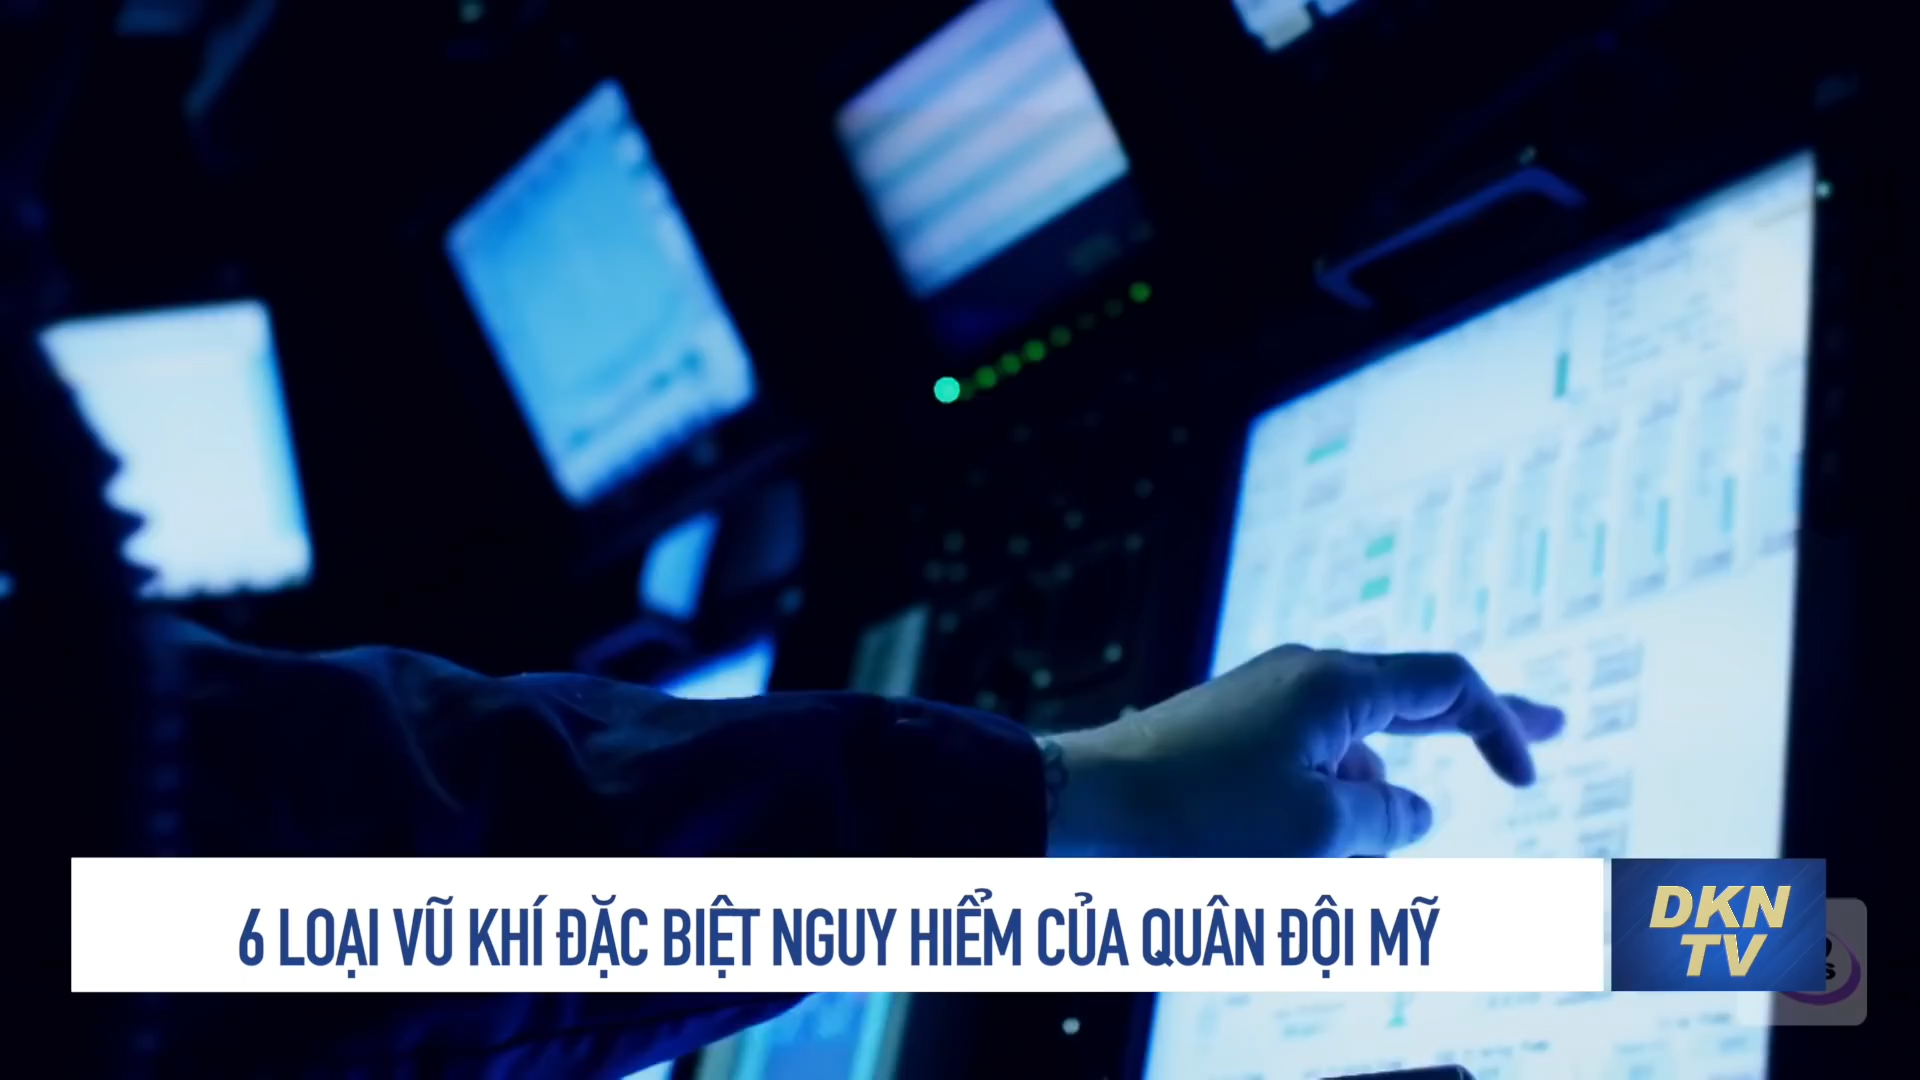 6 LOẠI VŨ KHÍ ĐẶC BIỆT NGUY HIỂM CỦA QUÂN ĐỘI MỸ
DKN
TV